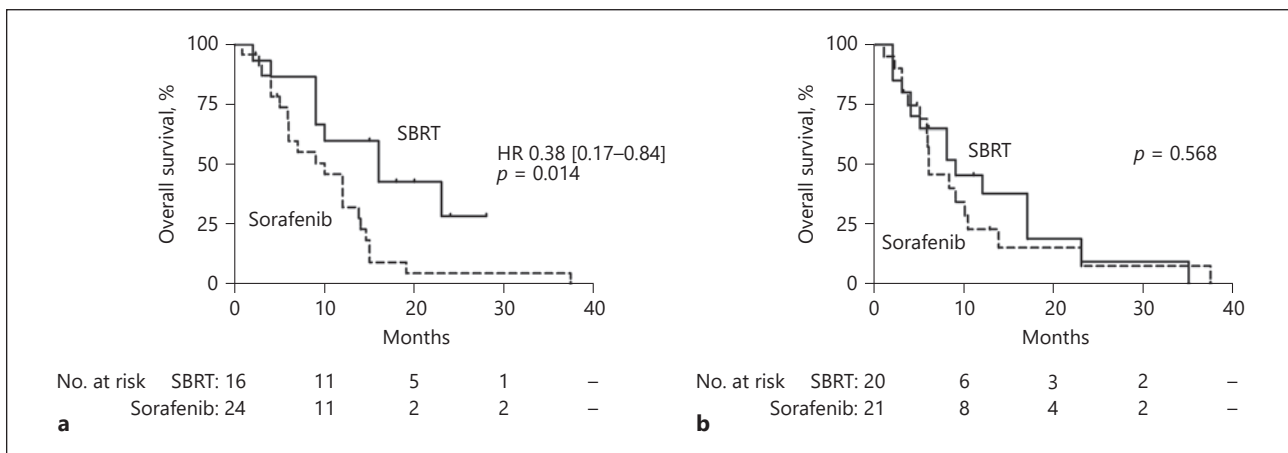 100
75
50
25
0
Overall survival, %
SBRT
Sorafenib
HR 0.38 [0.17–0.84]
p = 0.014
0 10 20 30 40
Months
No. at risk SBRT: 16 11 5 1 –
Sorafenib: 24 11 2 2 –
a
100
75
50
25
0
Overall survival, %
SBRT
Sorafenib
p = 0.568
0 10 20 30 40
Months
No. at risk SBRT: 20 6 3 2 –
Sorafenib: 21 8 4 2 –
b